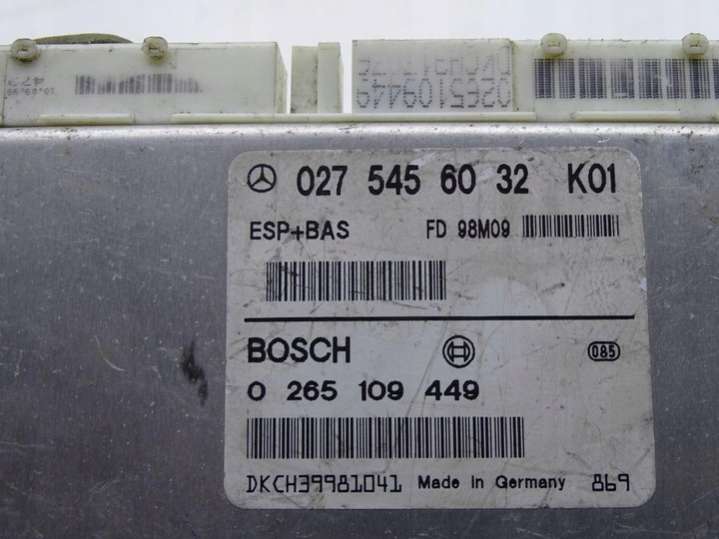 0265109449
027 545 60 32 K01
ESP+BAS FD 98M09
BOSCH 085
0 265 109 449
DKCH39981041 Made in Germany 869